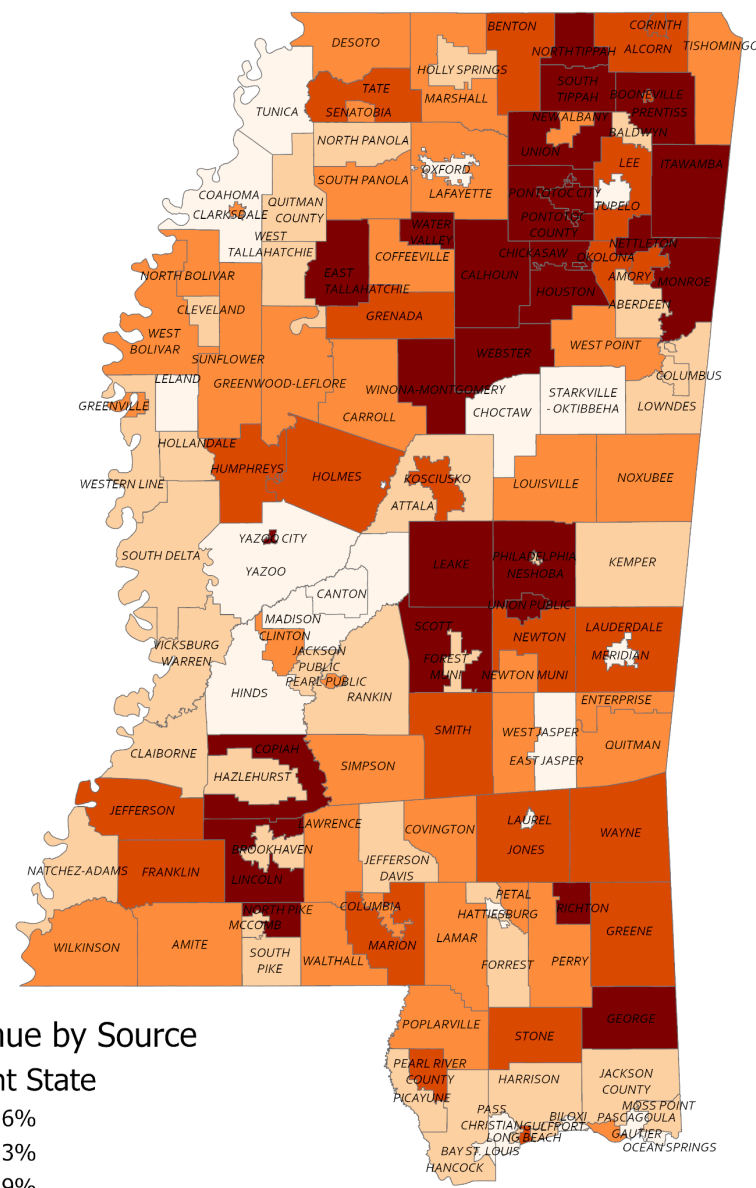 DESOTO
BENTON
CORINTH
ALCORN
TISHOMINGO
NORTH TIPPAH
HOLLY SPRINGS
TATE
SENATOBIA
MARSHALL
SOUTH
TIPPAH
BOONEVILLE
PRENTISS
TUNICA
NEW ALBANY
BALDWYN
NORTH PANOLA
UNION
LEE
ITAWAMBA
OXFORD
SOUTH PANOLA
LAFAYETTE
COAHOMA
CLARKSDALE
QUITMAN
COUNTY
PONTOTOC CITY
TUPELO
PONTOTOC
COUNTY
WATER
VALLEY
WEST
TALLAHATCHIE
NETTLETON
CHICKASAW
OKOLONA
COFFEEVILLE
NORTH BOLIVAR
EAST
TALLAHATCHIE
CALHOUN
AMORY
MONROE
HOUSTON
ABERDEEN
CLEVELAND
GRENADA
WEST
BOLIVAR
SUNFLOWER
WEBSTER
WEST POINT
LELAND
GREENWOOD-LEFLORE
WINONA-MONTGOMERY
COLUMBUS
STARKVILLE
- OKTIBBEHA
GREENVILLE
CARROLL
CHOCTAW
LOWNDES
HOLLANDALE
HUMPHREYS
HOLMES
KOSCIUSKO
LOUISVILLE
NOXUBEE
WESTERN LINE
ATTALA
YAZOO CITY
SOUTH DELTA
YAZOO
LEAKE
PHILADELPHIA
NESHOBA
KEMPER
CANTON
UNION PUBLIC
MADISON
CLINTON
SCOTT
NEWTON
LAUDERDALE
VICKSBURG
WARREN
JACKSON
PUBLIC
FOREST
MUNI
MERIDIAN
PEARL PUBLIC
NEWTON MUNI
HINDS
RANKIN
ENTERPRISE
SMITH
WEST JASPER
QUITMAN
CLAIBORNE
COPIAH
EAST JASPER
HAZLEHURST
SIMPSON
JEFFERSON
LAWRENCE
COVINGTON
LAUREL
WAYNE
BROOKHAVEN
JONES
JEFFERSON
DAVIS
NATCHEZ-ADAMS
FRANKLIN
LINCOLN
PETAL
NORTH PIKE
COLUMBIA
HATTIESBURG
RICHTON
MCCOMB
WILKINSON
AMITE
MARION
LAMAR
GREENE
SOUTH
PIKE
WALTHALL
FORREST
PERRY
POPLARVILLE
GEORGE
STONE
nue by Source
PEARL RIVER
COUNTY
nt State
HARRISON
JACKSON
COUNTY
PICAYUNE
6%
PASS
CHRISTIAN
GULFPORT
BILOXI
MOSS POINT
PASCAGOULA
LONG BEACH
GAUTIER
3%
BAY ST. LOUIS
OCEAN SPRINGS
HANCOCK
9%